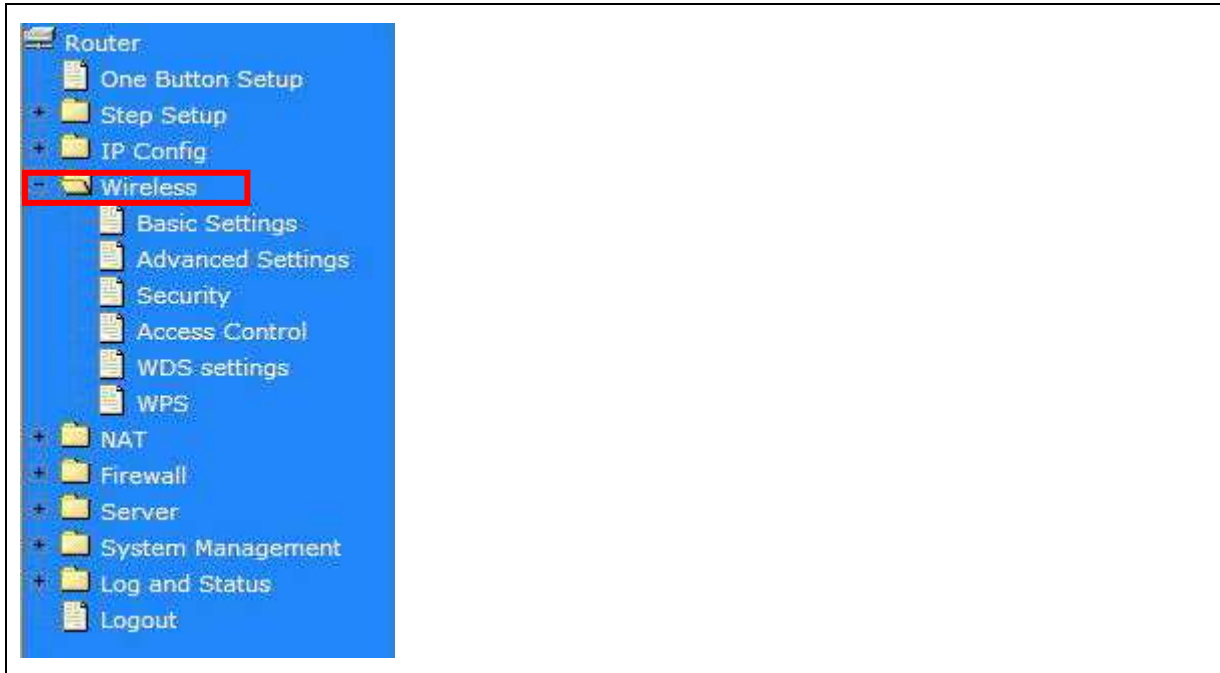 Router
One Button Setup
Step Setup
IP Config
Wireless
Basic Settings
Advanced Settings
Security
Access Control
WDS settings
WPS
NAT
Firewall
Server
System Management
Log and Status
Logout